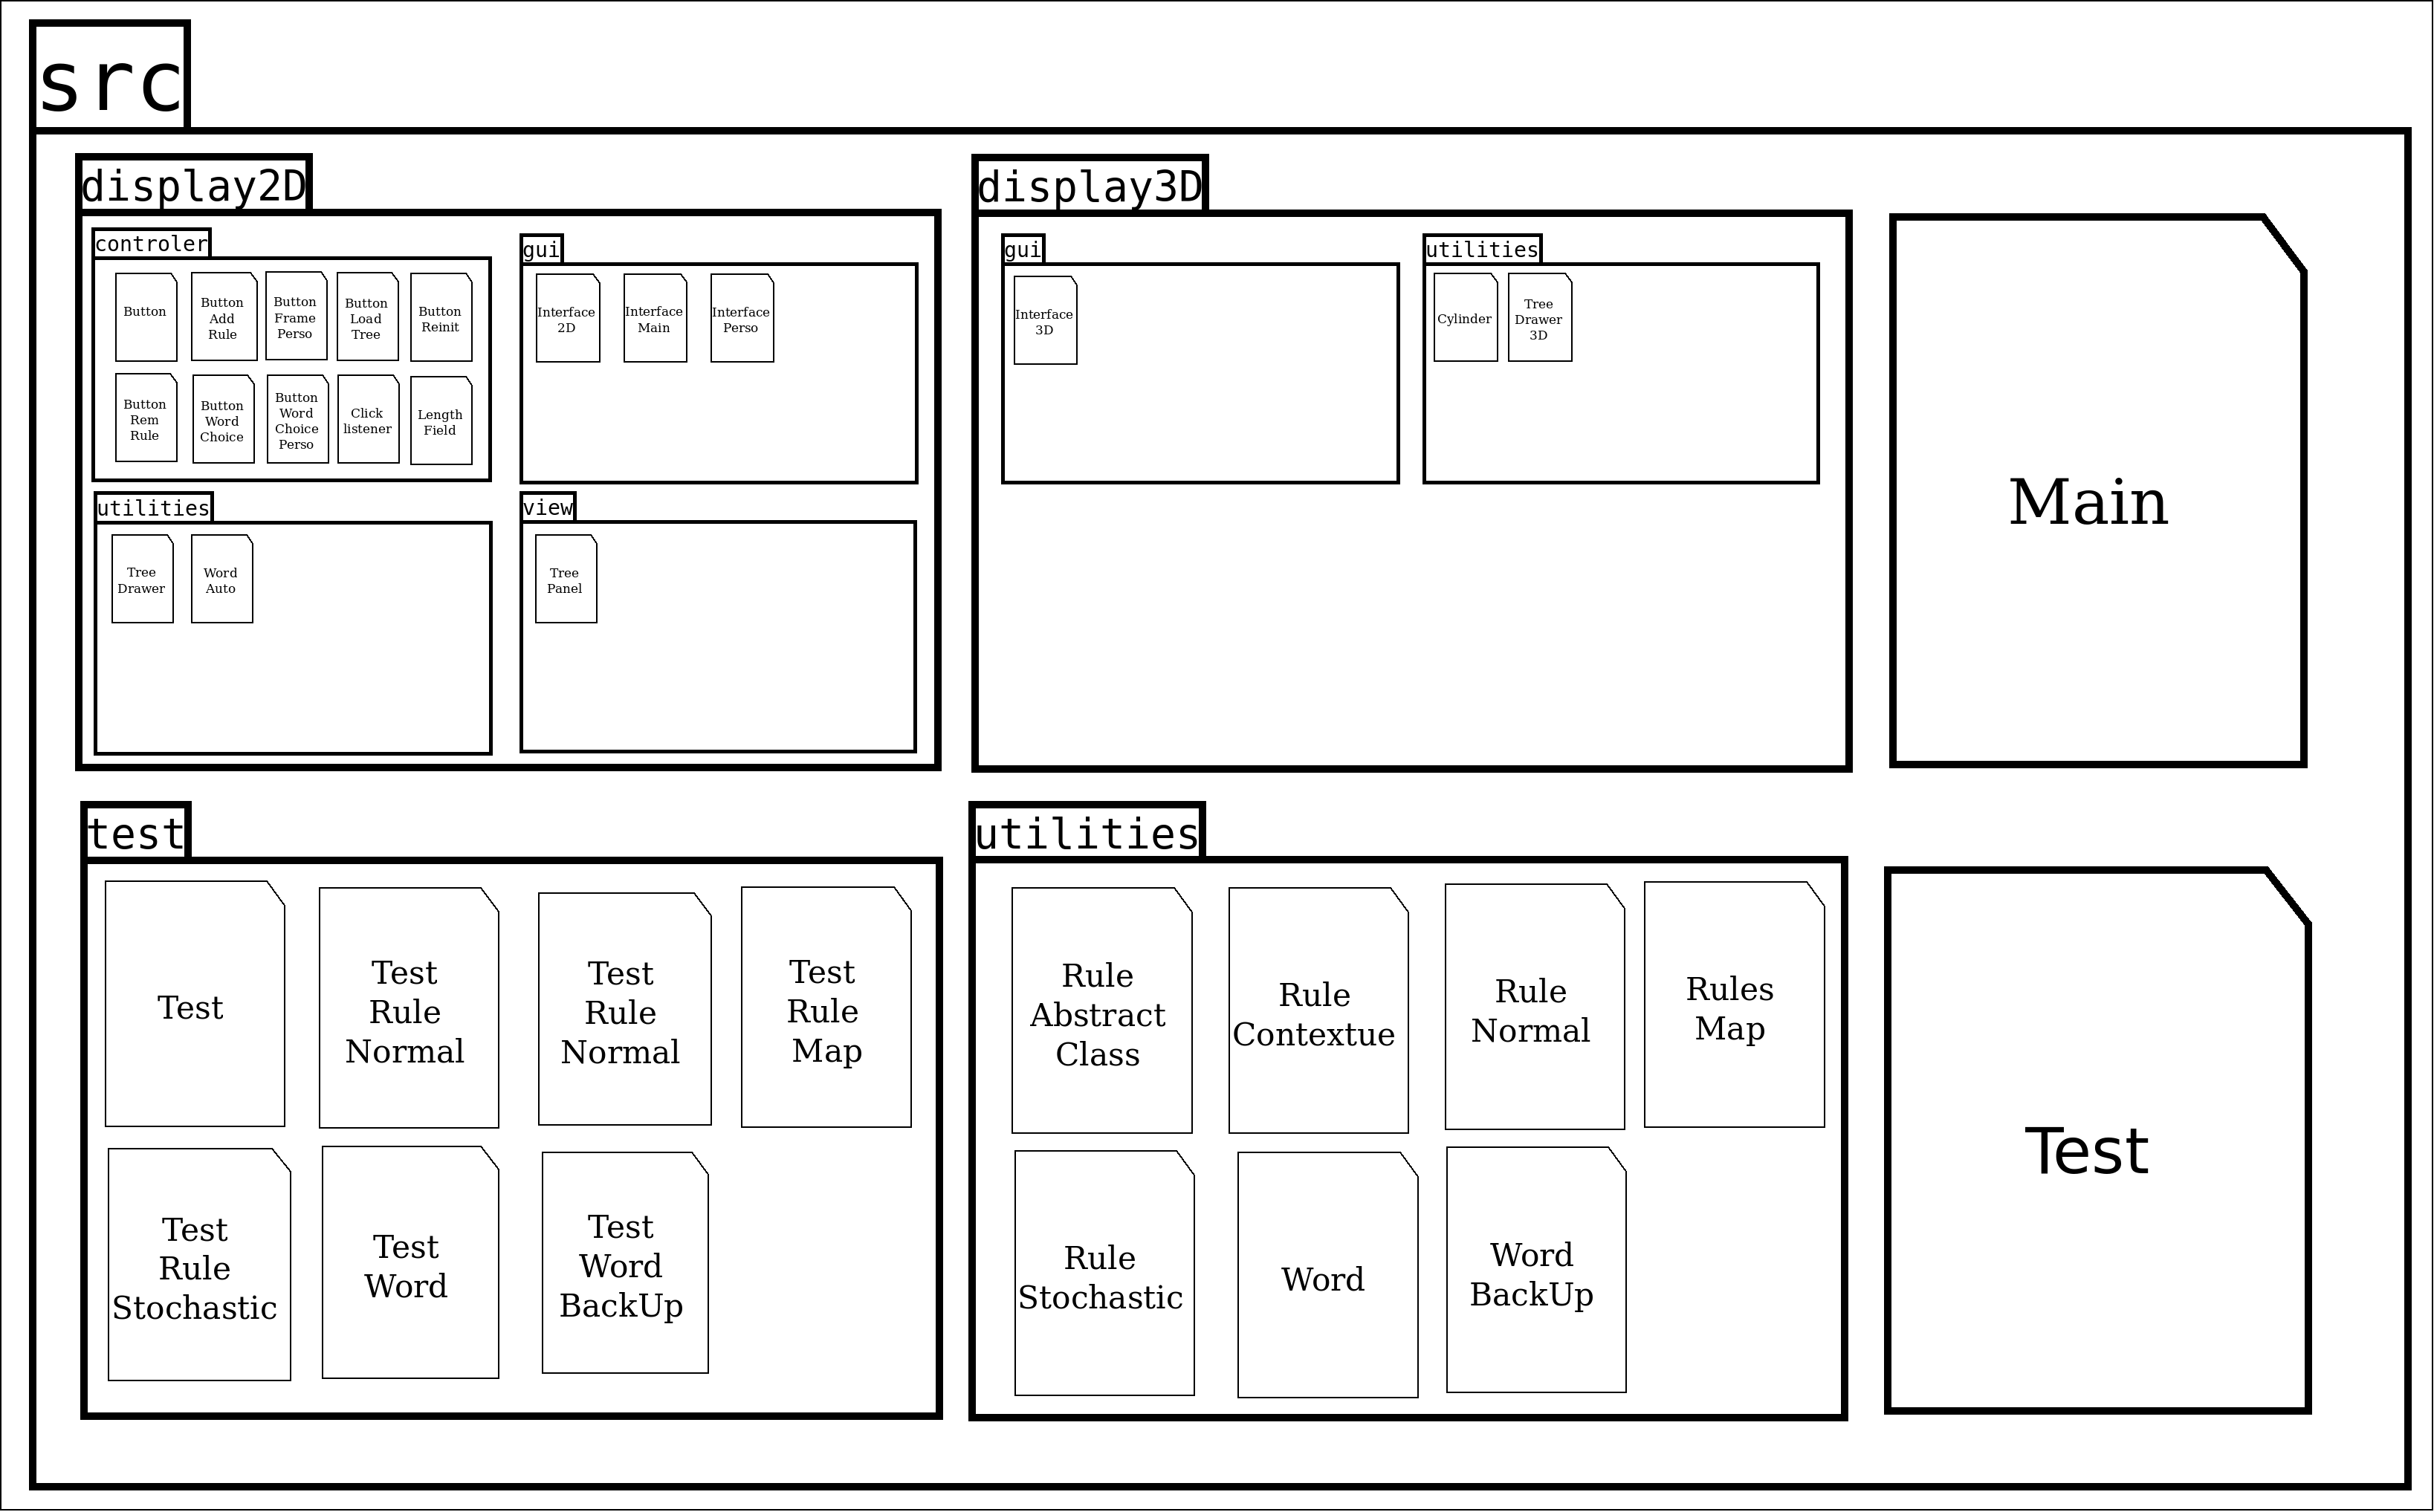 src
display2D
controler
Button
Button
Add
Rule
Button
Frame
Perso
Button
Load
Tree
Button
Reinit
Button
Rem
Rule
Button
Word
Choice
Button
Word
Choice
Perso
Click
listener
Length
Field
gui
Interface
2D
Interface
Main
Interface
Perso
utilities
Tree
Drawer
Word
Auto
view
Tree
Panel
display3D
gui
Interface
3D
utilities
Cylinder
Tree
Drawer
3D
Main
test
Test
Test
Rule
Normal
Test
Rule
Normal
Test
Rule
Map
Test
Rule
Stochastic
Test
Word
Test
Word
BackUp
utilities
Rule
Abstract
Class
Rule
Contextue
Rule
Normal
Rules
Map
Rule
Stochastic
Word
Word
BackUp
Test